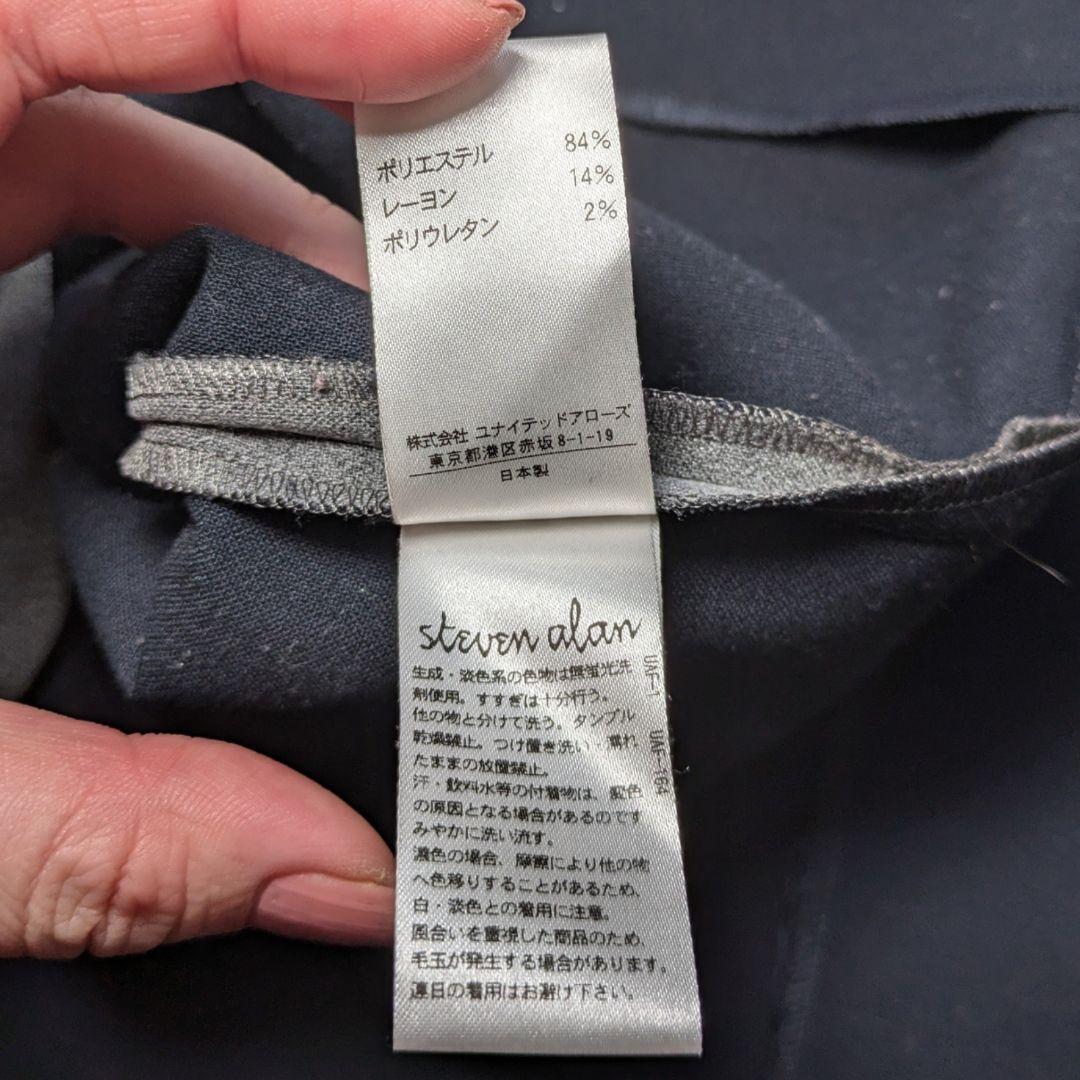 ポリエステル 84%
レーヨン 14%
ポリウレタン 2%
株式会社 ユナイテッドアローズ
東京都港区赤坂8-1-19
日本製
steven alan
生成・淡色系の色物は無蛍光洗
剤使用。すすぎは十分行う。
他の物と分けて洗う。タンブル
乾燥禁止。つけ置き洗い・濡れ
たままの放置禁止。
汗・飲料水等の付着物は、変色
の原因となる場合があるのです
みやかに洗い流す。
濃色の場合、摩擦により他の物
へ色移りすることがあるため、
白・淡色との着用に注意。
風合いを重視した商品のため、
毛玉が発生する場合があります。
連日の着用はお避け下さい。
UAF-1 UAF-164